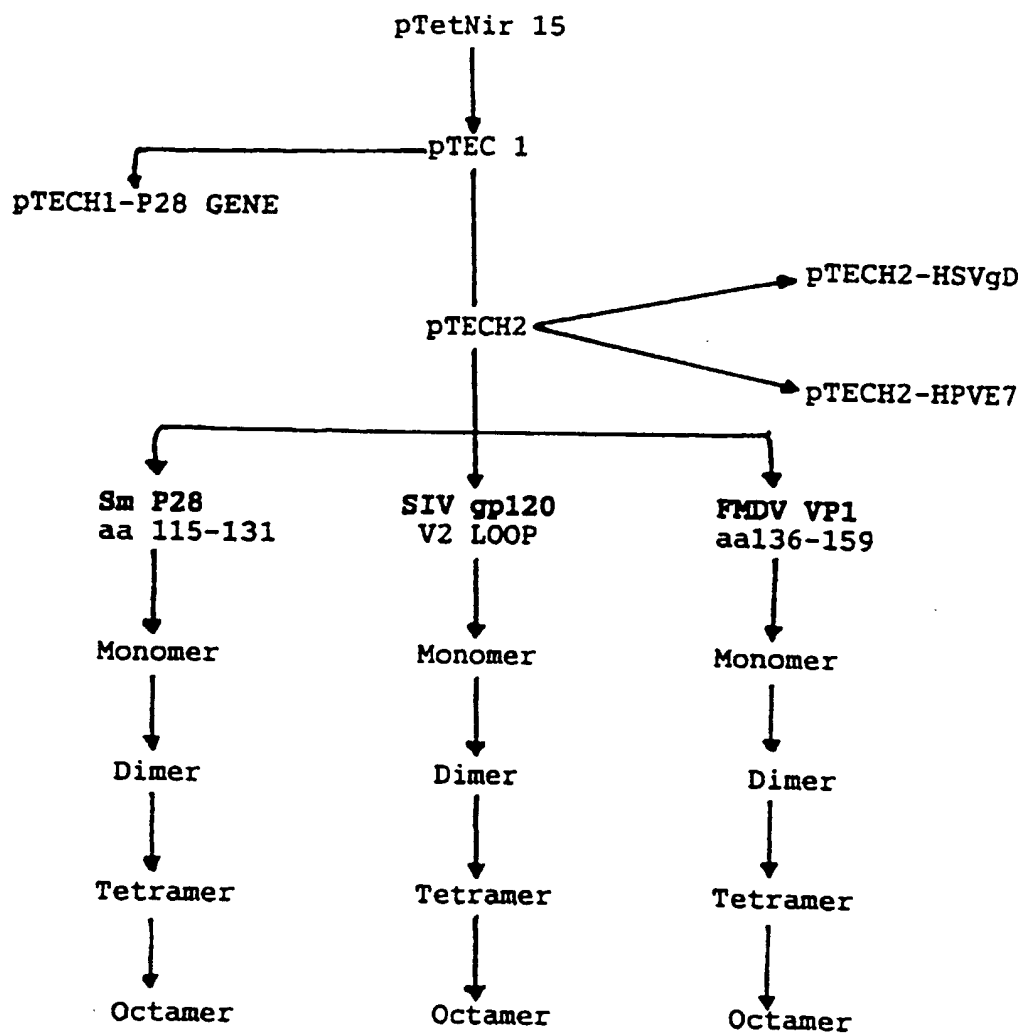 pTetNir 15
pTEC 1
pTECH1-P28 GENE
pTECH2-HSVgD
pTECH2
pTECH2-HPVE7
Sm P28
aa 115-131
SIV gp120
V2 LOOP
FMDV VP1
aa136-159
Monomer
Monomer
Monomer
Dimer
Dimer
Dimer
Tetramer
Tetramer
Tetramer
Octamer
Octamer
Octamer